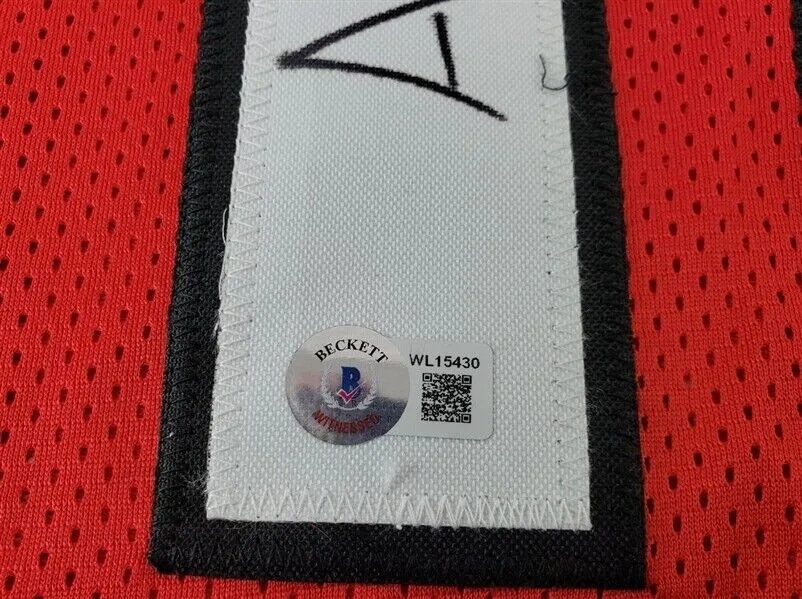 A
BECKETT
WL15430
B
WITNESSED